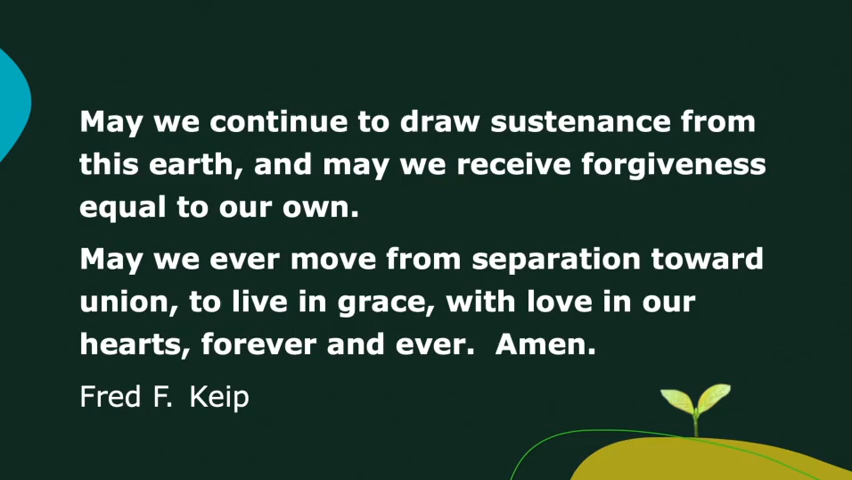 May we continue to draw sustenance from
this earth, and may we receive forgiveness
equal to our own.
May we ever move from separation toward
union, to live in grace, with love in our
hearts, forever and ever.  Amen.
Fred F. Keip